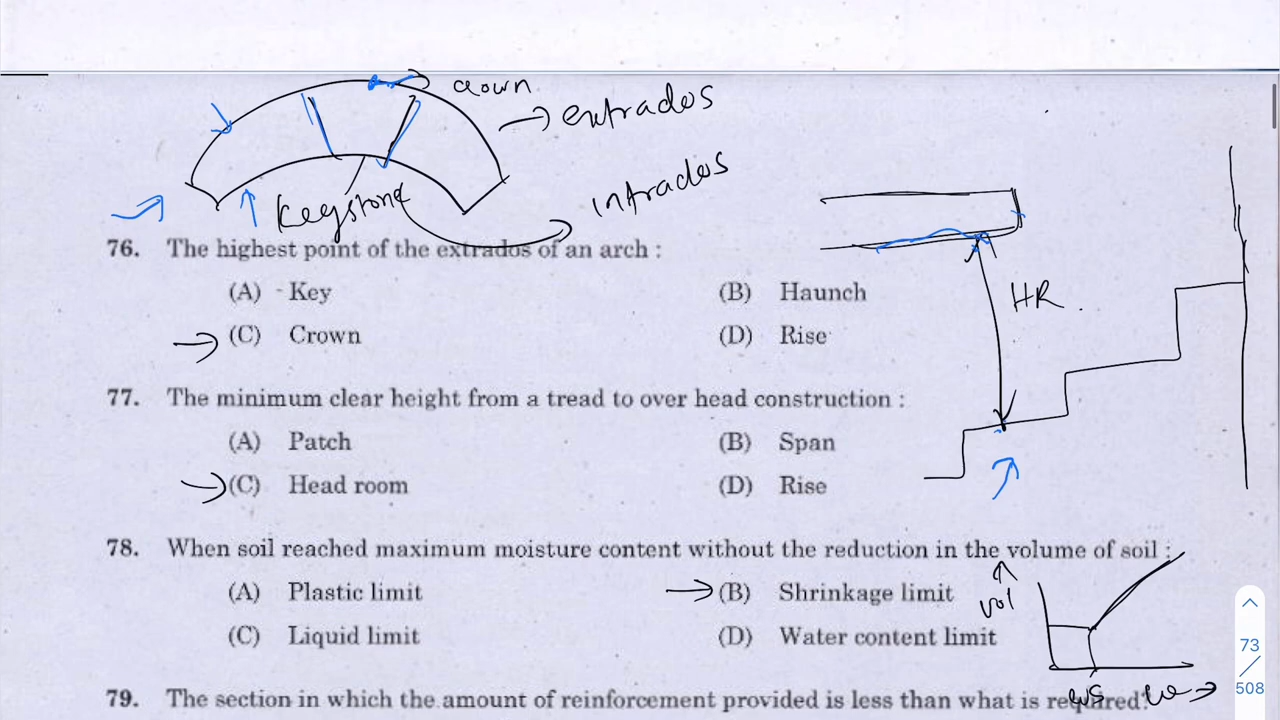 crown
extrados
intrados
Keystone
76. The highest point of the extrados of an arch :
(A) Key
(B) Haunch
(C) Crown
(D) Rise
HR
77. The minimum clear height from a tread to over head construction :
(A) Patch
(B) Span
(C) Head room
(D) Rise
78. When soil reached maximum moisture content without the reduction in the volume of soil :
(A) Plastic limit
(B) Shrinkage limit
(C) Liquid limit
(D) Water content limit
vol
ws
79. The section in which the amount of reinforcement provided is less than what is required:
73
508